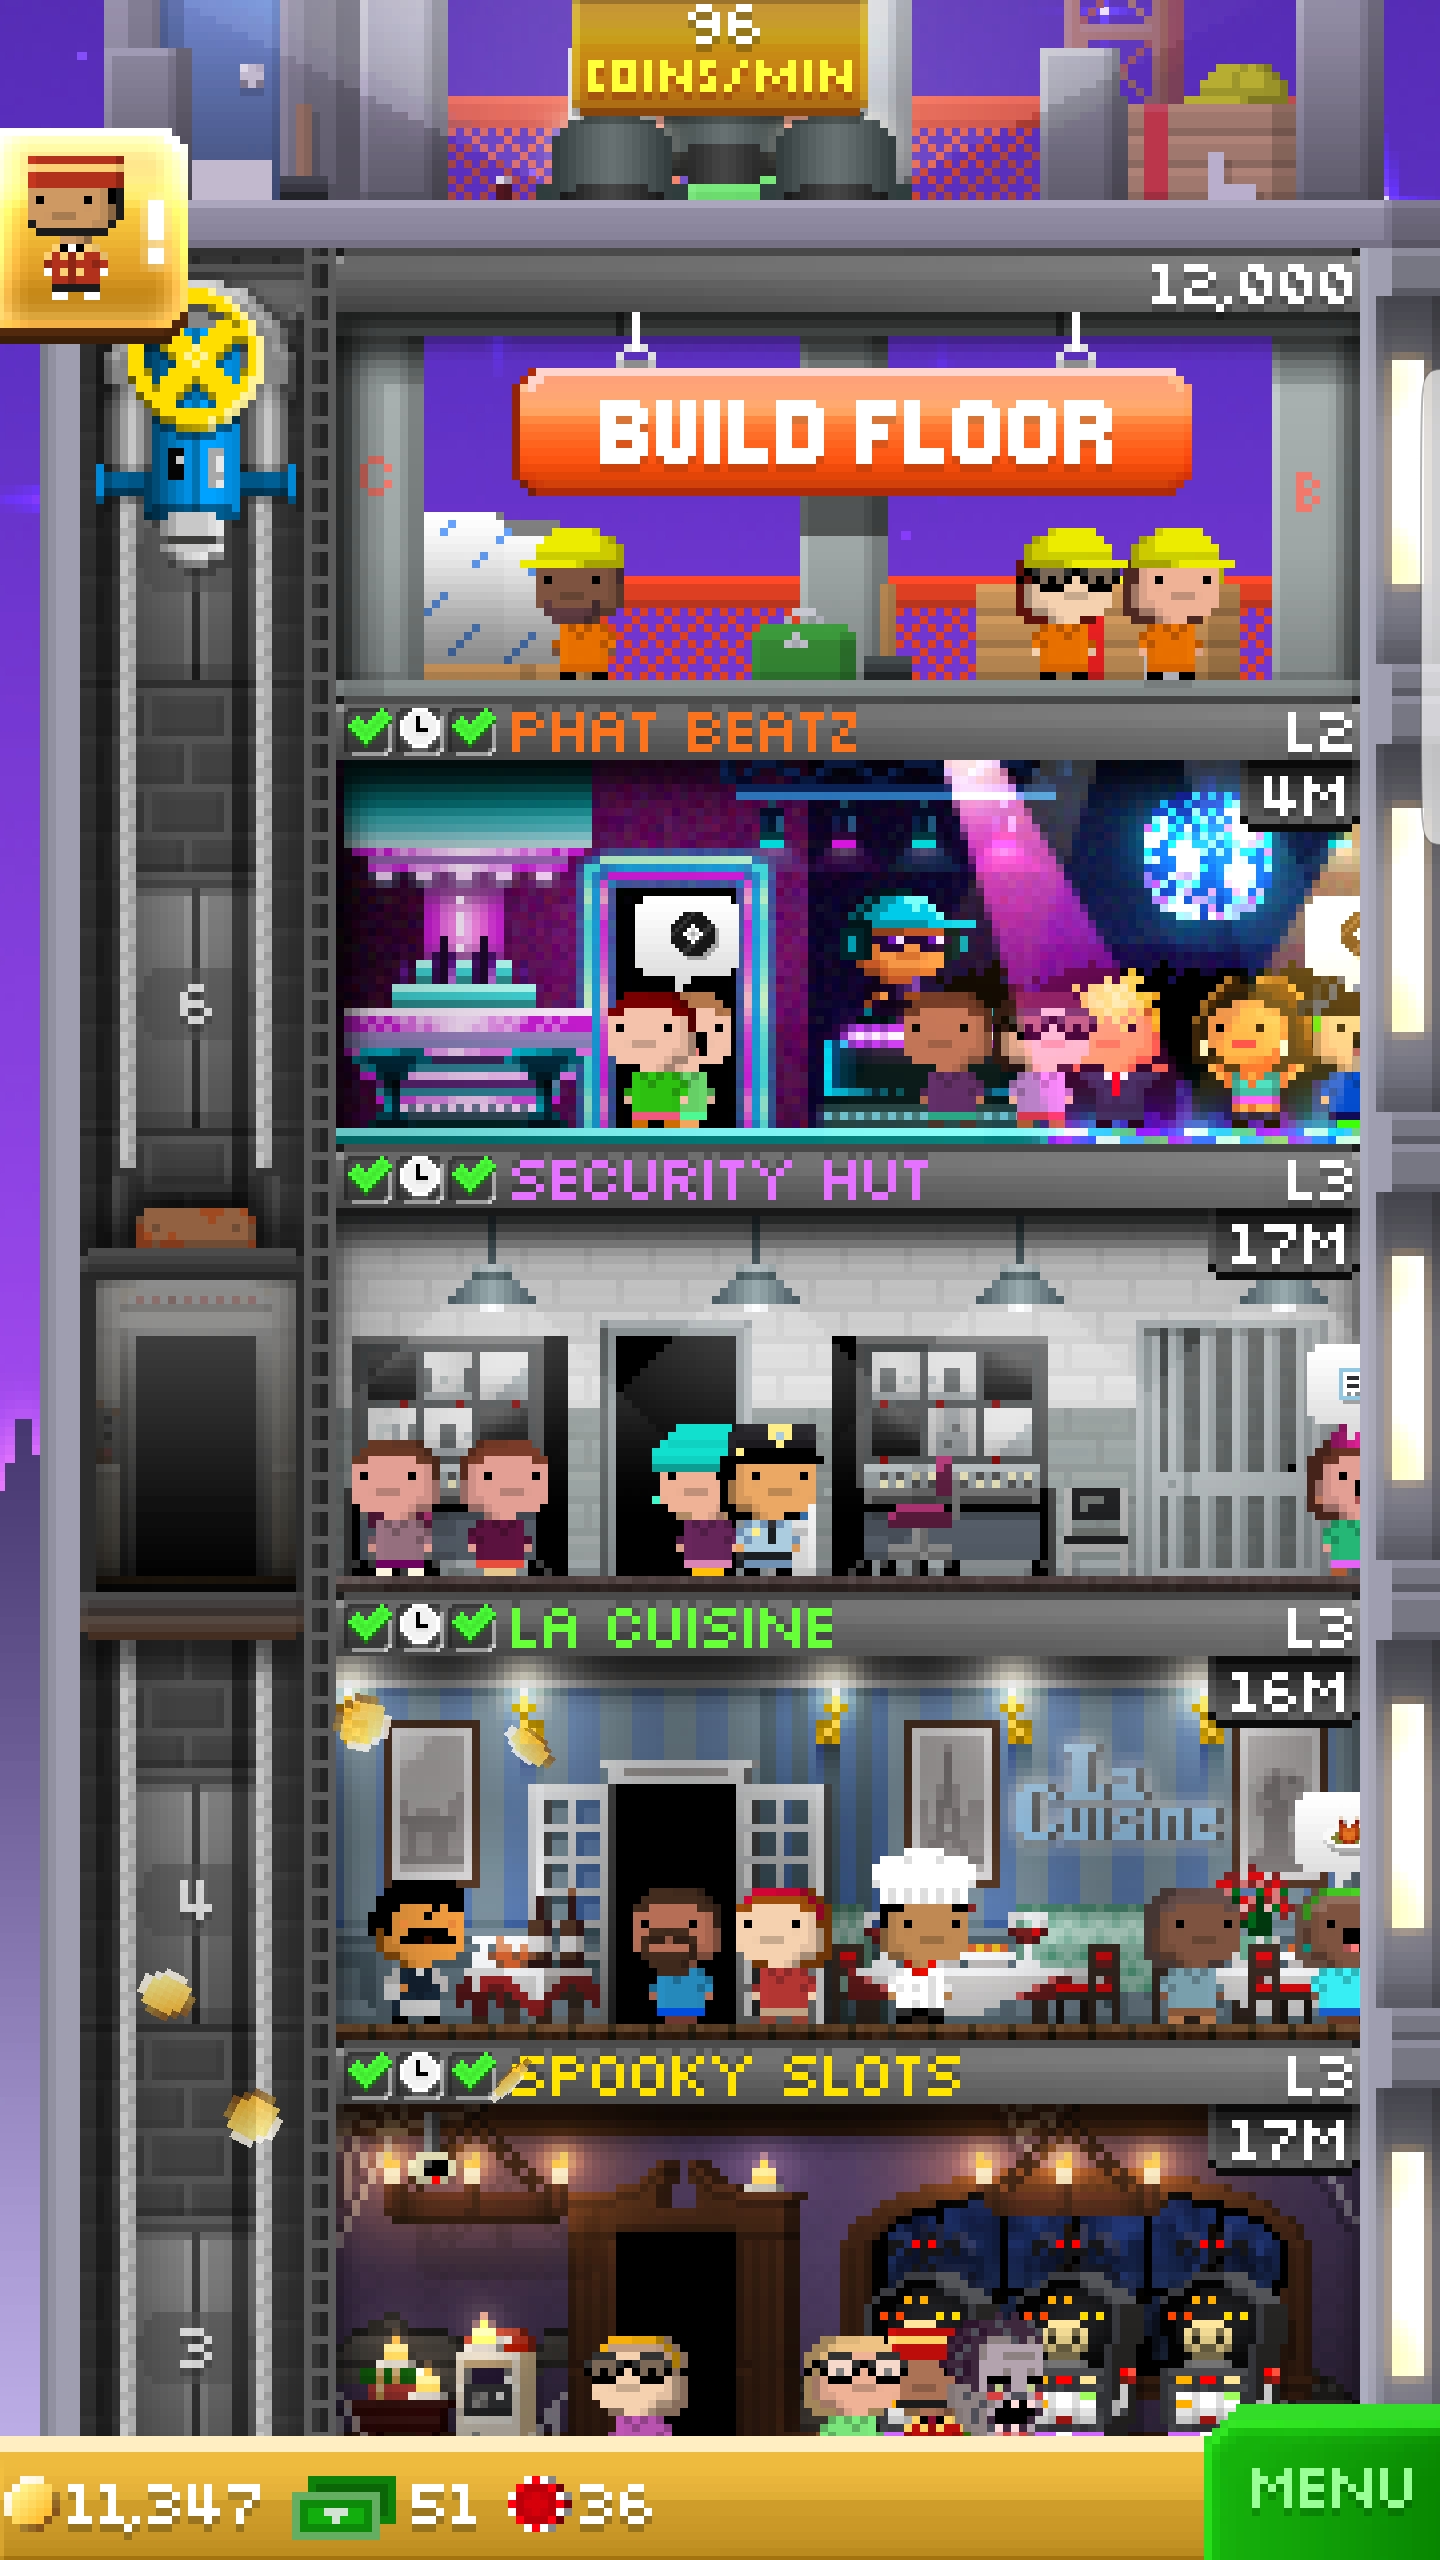 96
COINS/MIN
!
12,000
BUILD FLOOR
C
B
PHAT BEATZ L2
4M
6
SECURITY HUT L3
17M
LA CUISINE L3
16M
La
Cuisine
4
SPOOKY SLOTS L3
17M
3
11,347 51 36
MENU